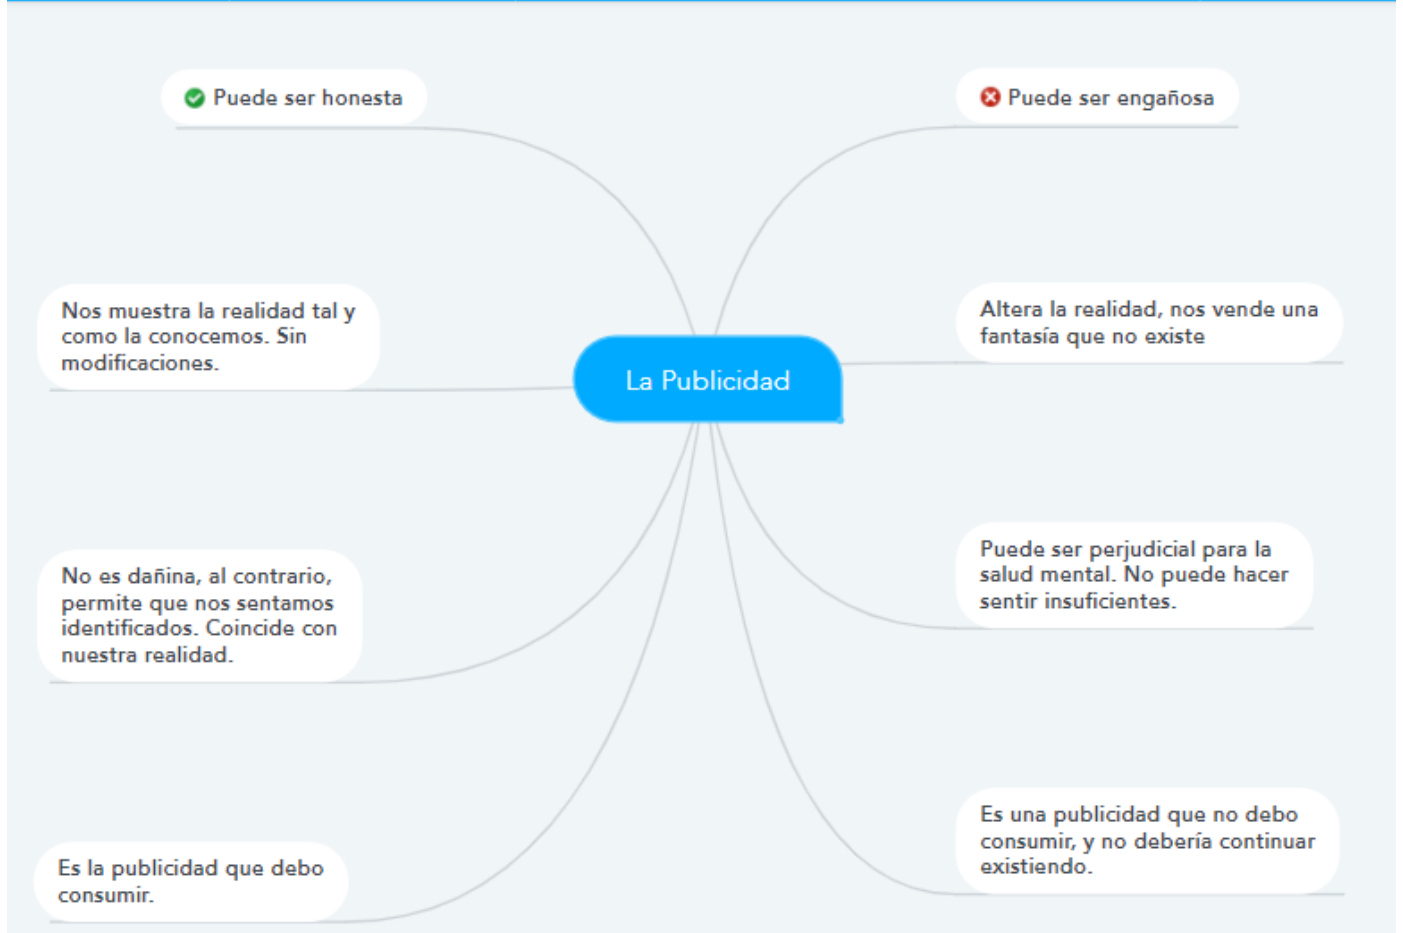 Puede ser honesta
Puede ser engañosa
Nos muestra la realidad tal y
como la conocemos. Sin
modificaciones.
Altera la realidad, nos vende una
fantasía que no existe
La Publicidad
No es dañina, al contrario,
permite que nos sentamos
identificados. Coincide con
nuestra realidad.
Puede ser perjudicial para la
salud mental. No puede hacer
sentir insuficientes.
Es la publicidad que debo
consumir.
Es una publicidad que no debo
consumir, y no debería continuar
existiendo.